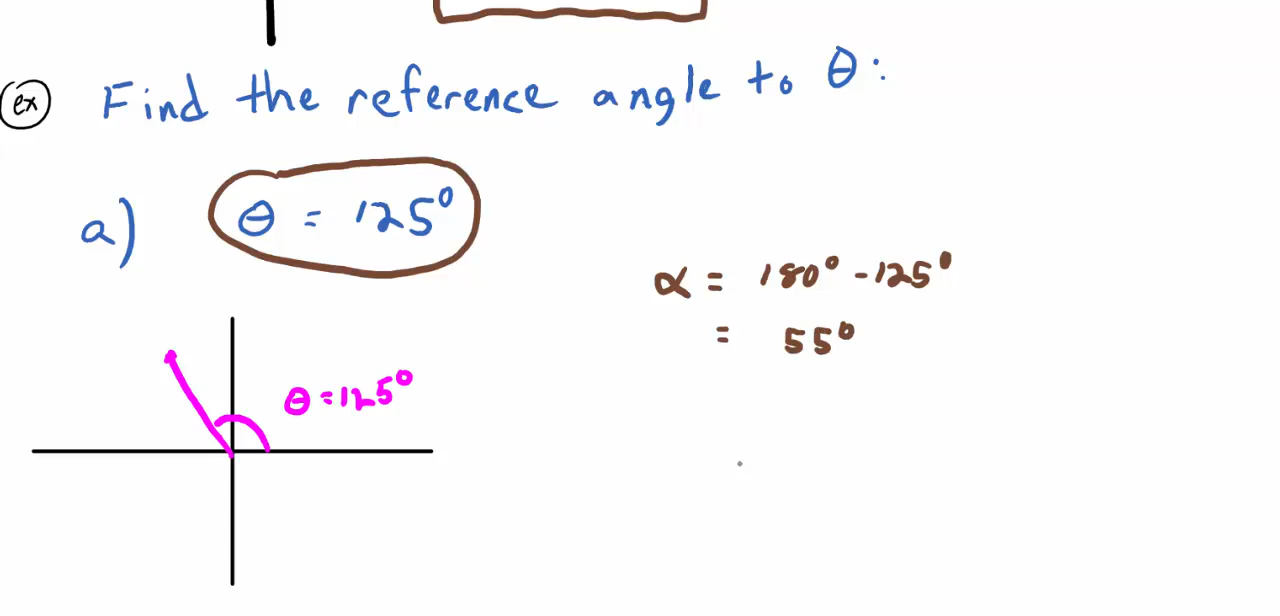 ex Find the reference angle to θ:
a) θ = 125°
α = 180° - 125°
= 55°
θ = 125°